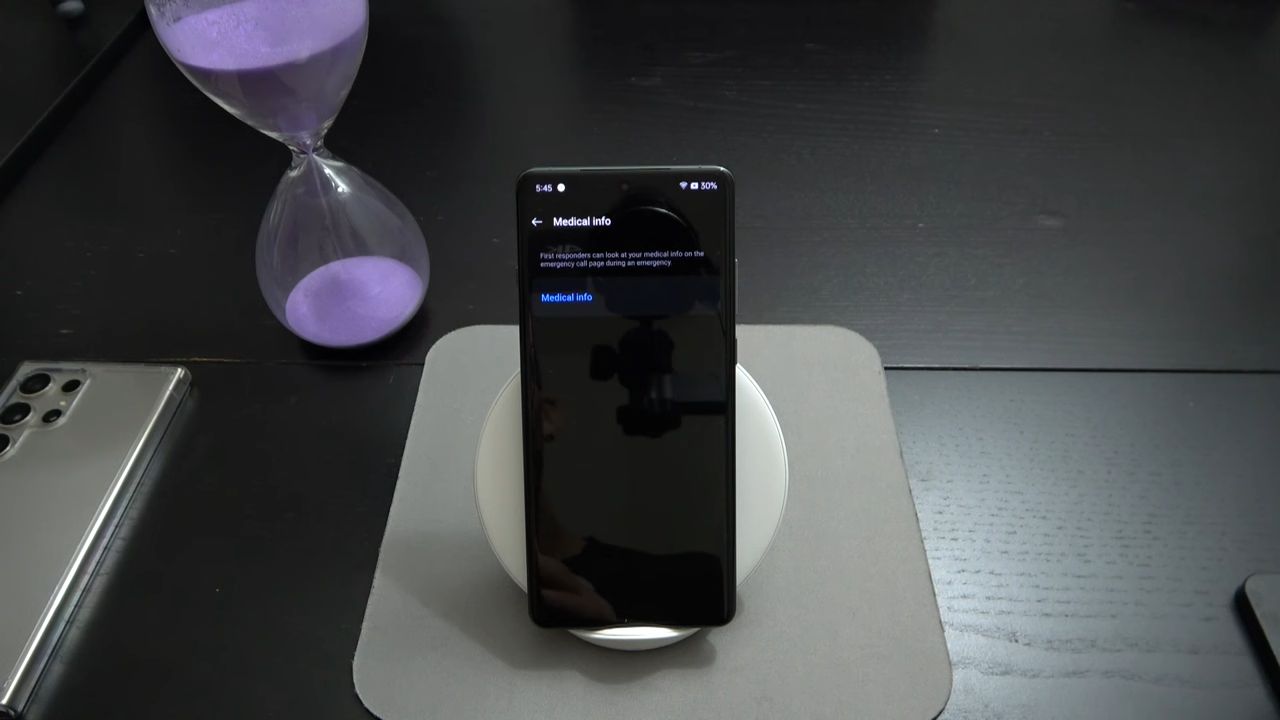 5:45
30%
Medical info
First responders can look at your medical info on the
emergency call page during an emergency
Medical info